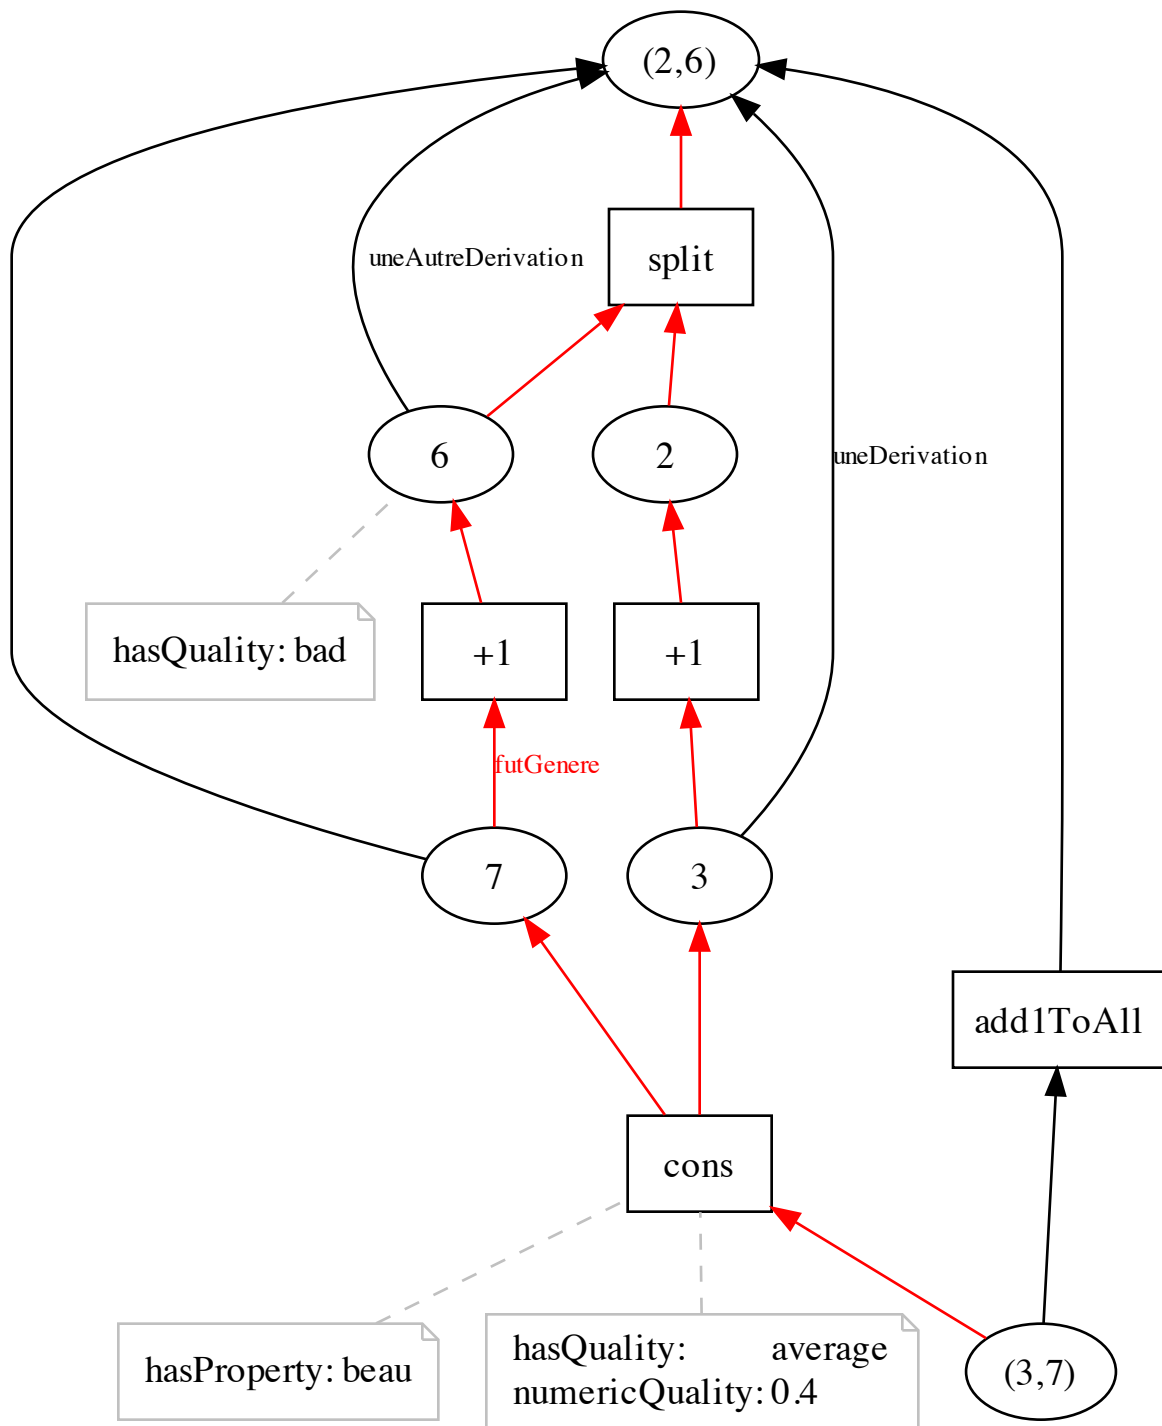 (2,6)
uneAutreDerivation
split
6
2
uneDerivation
hasQuality: bad
+1
+1
futGenere
7
3
add1ToAll
cons
hasProperty: beau
hasQuality: average
numericQuality: 0.4
(3,7)